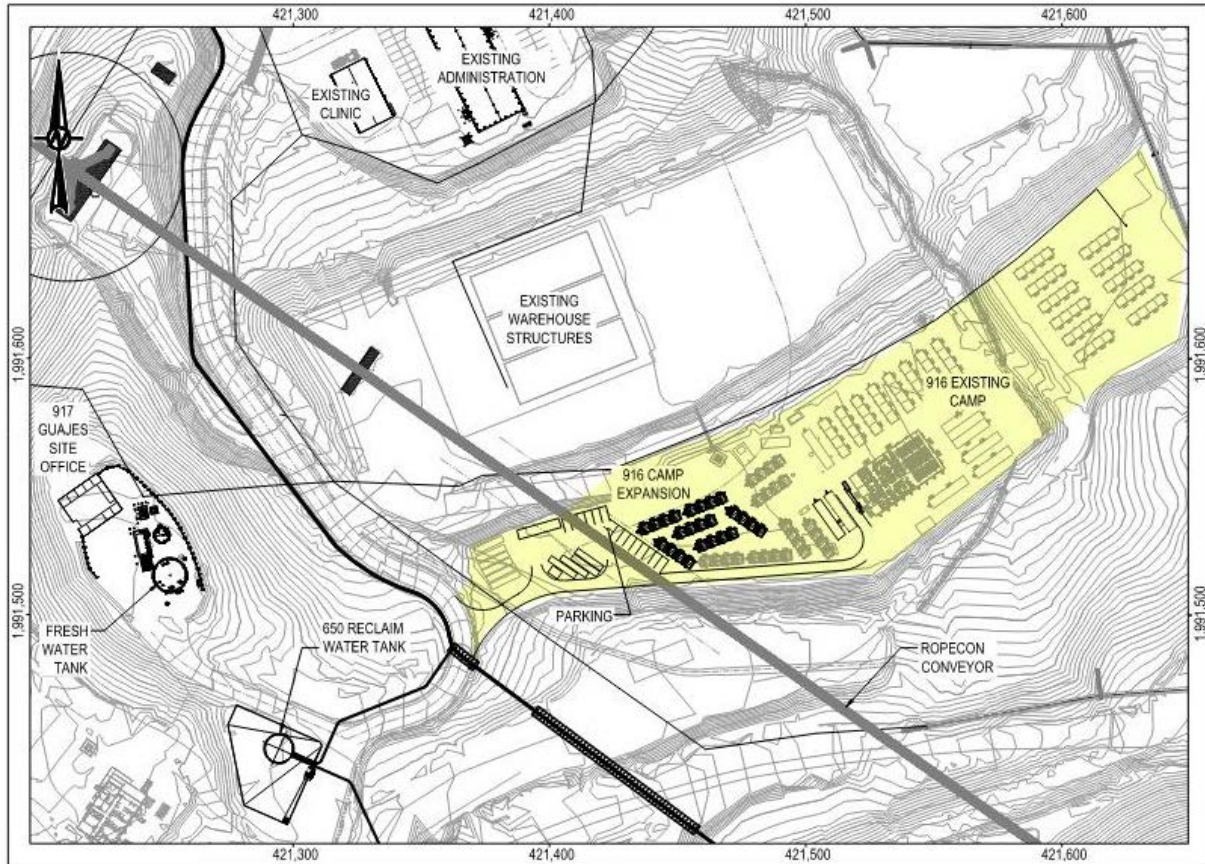 421,300
421,400
421,500
421,600
EXISTING
ADMINISTRATION
EXISTING
CLINIC
N
EXISTING
WAREHOUSE
STRUCTURES
1,991,600
1,991,600
916 EXISTING
CAMP
917
GUAJES
SITE
OFFICE
916 CAMP
EXPANSION
1,991,500
1,991,500
PARKING
FRESH
WATER
TANK
650 RECLAIM
WATER TANK
ROPECON
CONVEYOR
421,300
421,400
421,500
421,600